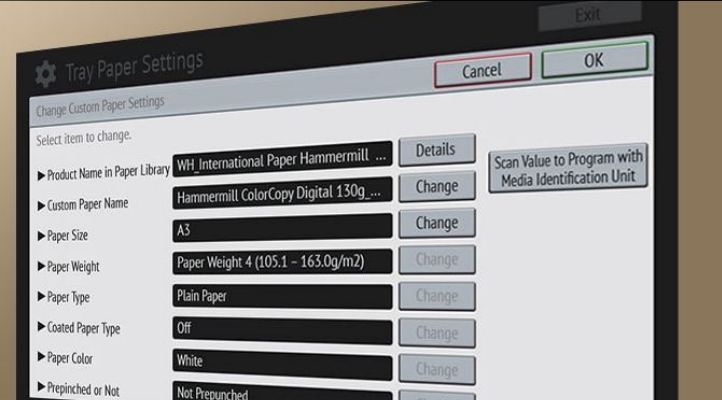 Exit
Tray Paper Settings
Cancel
OK
Change Custom Paper Settings
Select item to change.
▶Product Name in Paper Library WH_International Paper Hammermill ... Details
Scan Value to Program with
Media Identification Unit
▶Custom Paper Name Hammermill ColorCopy Digital 130g_... Change
▶Paper Size A3 Change
▶Paper Weight Paper Weight 4 (105.1 – 163.0g/m2) Change
▶Paper Type Plain Paper Change
▶Coated Paper Type Off Change
▶Paper Color White Change
▶Prepinched or Not Not Prepunched